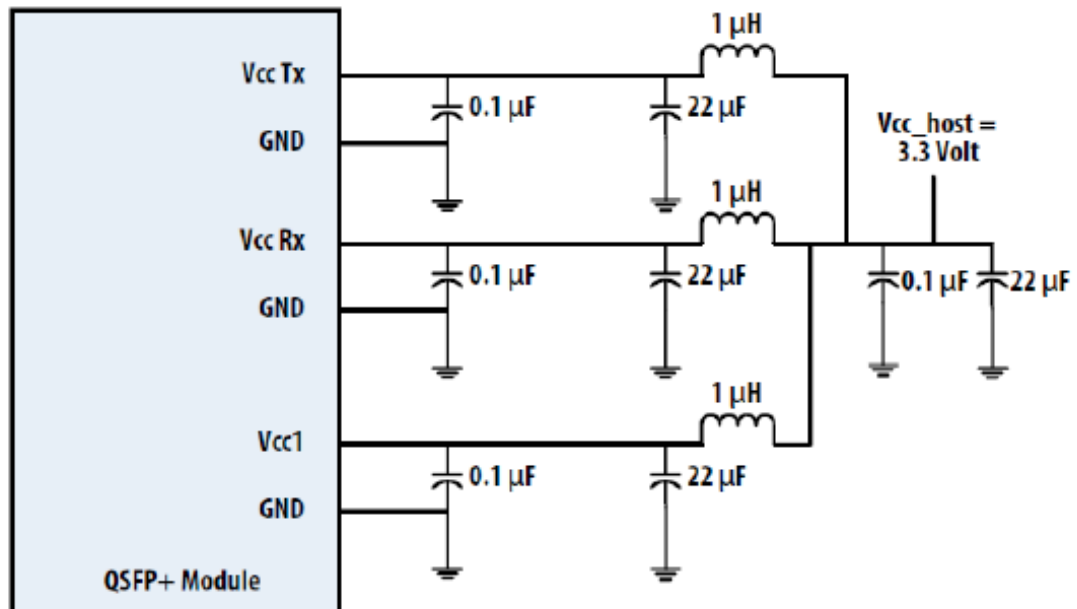 1 μH
Vcc Tx
0.1 μF
22 μF
GND
Vcc_host =
3.3 Volt
1 μH
Vcc Rx
0.1 μF
22 μF
0.1 μF
22 μF
GND
1 μH
Vcc1
0.1 μF
22 μF
GND
QSFP+ Module